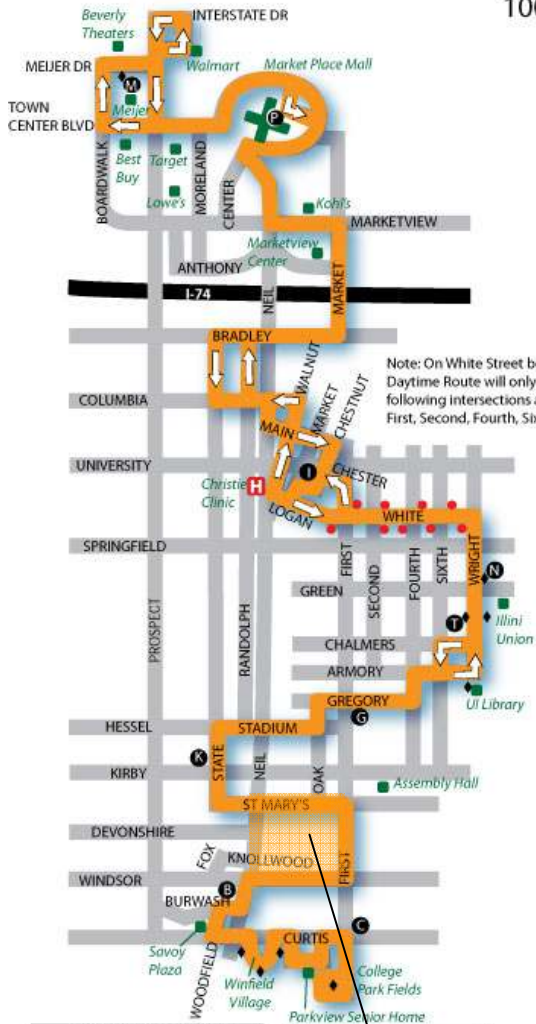 100
Beverly
Theaters
INTERSTATE DR
MEIJER DR
Walmart
Market Place Mall
M
Meijer
TOWN
CENTER BLVD
P
Best
Buy
Target
BOARDWALK
MORELAND
CENTER
Lowe's
Kohl's
MARKETVIEW
Marketview
Center
ANTHONY
I-74
NEIL
MARKET
BRADLEY
Note: On White Street b
Daytime Route will only
following intersections a
First, Second, Fourth, Six
WALNUT
COLUMBIA
MARKET
CHESTNUT
MAIN
UNIVERSITY
I
CHESTER
Christie
Clinic
H
LOGAN
WHITE
SPRINGFIELD
FIRST
SECOND
FOURTH
SIXTH
WRIGHT
N
GREEN
PROSPECT
RANDOLPH
T
Illini
Union
CHALMERS
ARMORY
GREGORY
UI Library
G
HESSEL
STADIUM
K
STATE
NEIL
OAK
KIRBY
Assembly Hall
ST MARY'S
DEVONSHIRE
FOX
KNOLLWOOD
FIRST
WINDSOR
B
BURWASH
C
CURTIS
Savoy
Plaza
WOODFIELD
Winfield
Village
College
Park Fields
Parkview Senior Home